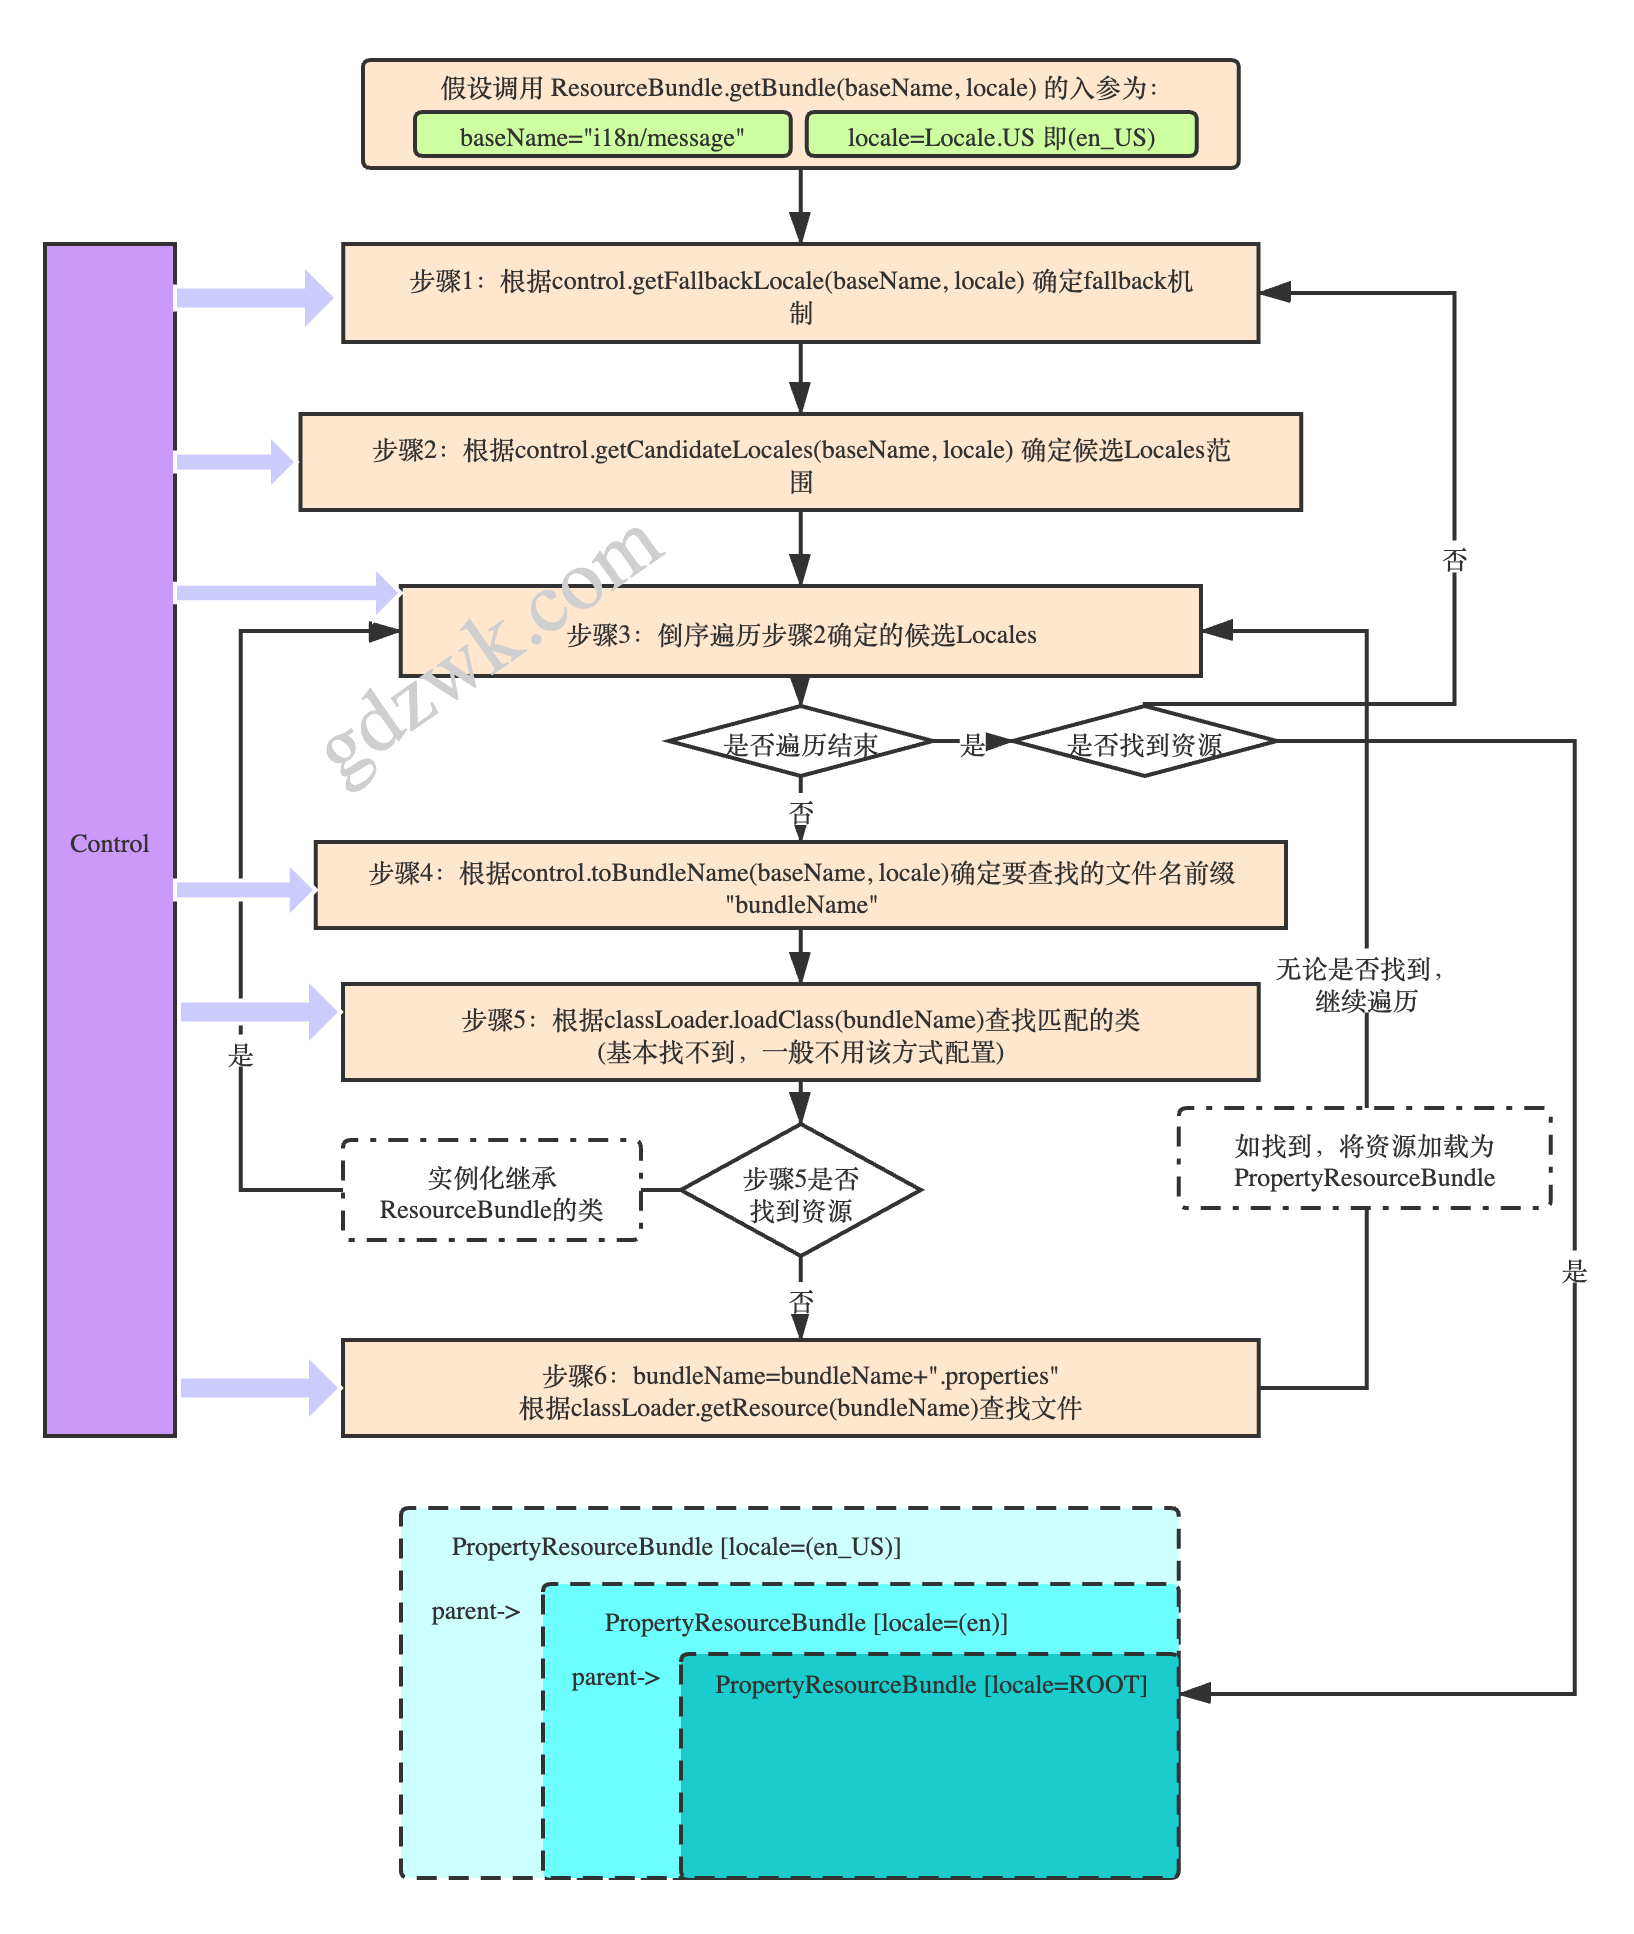 假设调用 ResourceBundle.getBundle(baseName, locale) 的入参为：
baseName="i18n/message"
locale=Locale.US 即(en_US)
步骤1：根据control.getFallbackLocale(baseName, locale) 确定fallback机
制
步骤2：根据control.getCandidateLocales(baseName, locale) 确定候选Locales范
围
否
gdzwk.com
步骤3：倒序遍历步骤2确定的候选Locales
是否遍历结束
是
是否找到资源
否
Control
步骤4：根据control.toBundleName(baseName, locale)确定要查找的文件名前缀
"bundleName"
无论是否找到，
继续遍历
步骤5：根据classLoader.loadClass(bundleName)查找匹配的类
(基本找不到，一般不用该方式配置)
是
如找到，将资源加载为
PropertyResourceBundle
实例化继承
ResourceBundle的类
步骤5是否
找到资源
是
否
步骤6：bundleName=bundleName+".properties"
根据classLoader.getResource(bundleName)查找文件
PropertyResourceBundle [locale=(en_US)]
parent->
PropertyResourceBundle [locale=(en)]
parent->
PropertyResourceBundle [locale=ROOT]